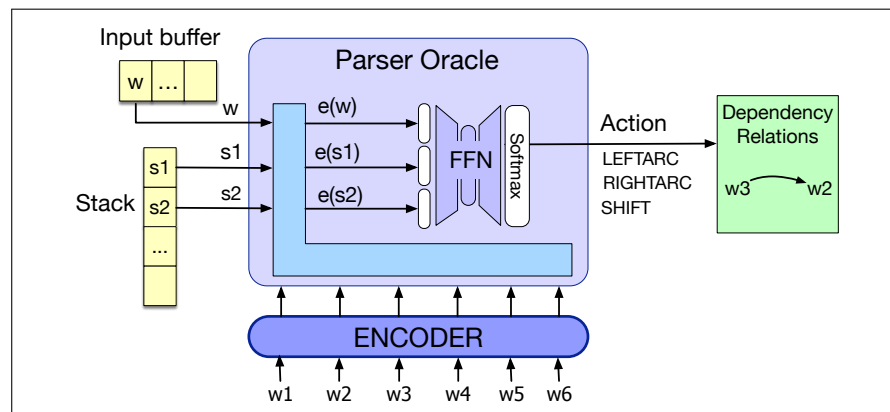 Input buffer
w ...
Parser Oracle
w
e(w)
s1
s1
e(s1)
Stack
s2
s2
e(s2)
...
FFN
Softmax
Action
LEFTARC
RIGHTARC
SHIFT
Dependency
Relations
w3 w2
ENCODER
w1 w2 w3 w4 w5 w6